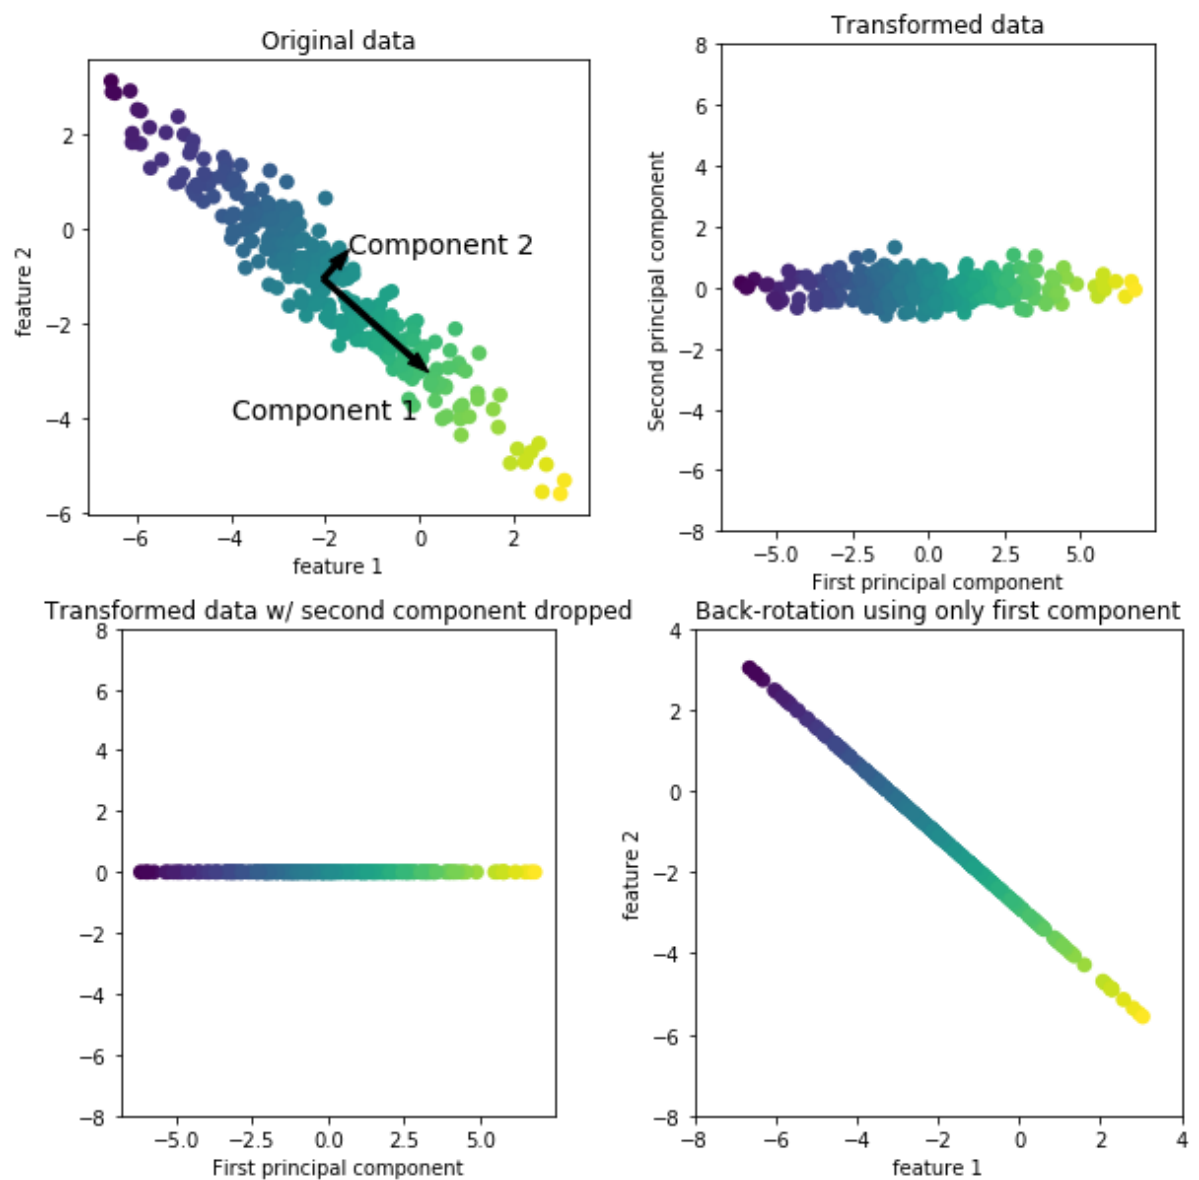 Original data
2
0
−2
−4
−6
feature 2
Component 2
Component 1
−6 −4 −2 0 2
feature 1
Transformed data
8
6
4
2
0
−2
−4
−6
−8
Second principal component
−5.0 −2.5 0.0 2.5 5.0
First principal component
Transformed data w/ second component dropped
8
6
4
2
0
−2
−4
−6
−8
−5.0 −2.5 0.0 2.5 5.0
First principal component
Back-rotation using only first component
4
2
0
−2
−4
−6
−8
feature 2
−8 −6 −4 −2 0 2 4
feature 1